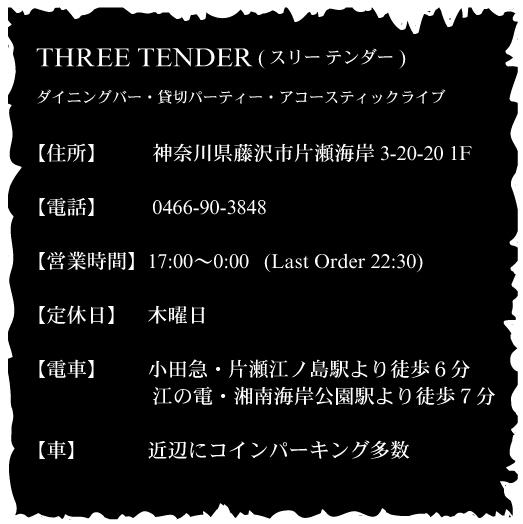 THREE TENDER ( スリーテンダー )
ダイニングバー・貸切パーティー・アコースティックライブ
【住所】 神奈川県藤沢市片瀬海岸 3-20-20 1F
【電話】 0466-90-3848
【営業時間】17:00〜0:00 (Last Order 22:30)
【定休日】 木曜日
【電車】 小田急・片瀬江ノ島駅より徒歩６分
江の電・湘南海岸公園駅より徒歩７分
【車】 近辺にコインパーキング多数